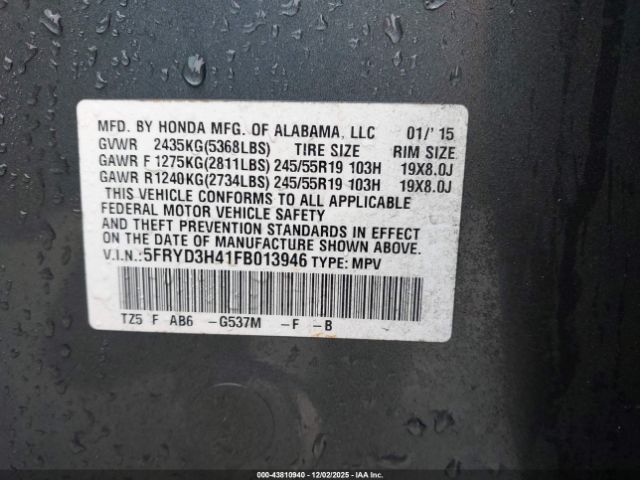 MFD. BY HONDA MFG. OF ALABAMA, LLC 01/'15
GVWR 2435KG(5368LBS) TIRE SIZE RIM SIZE
GAWR F 1275KG(2811LBS) 245/55R19 103H 19X8.0J
GAWR R1240KG(2734LBS) 245/55R19 103H 19X8.0J
THIS VEHICLE CONFORMS TO ALL APPLICABLE
FEDERAL MOTOR VEHICLE SAFETY
AND THEFT PREVENTION STANDARDS IN EFFECT
ON THE DATE OF MANUFACTURE SHOWN ABOVE.
V.I.N.:5FRYD3H41FB013946 TYPE: MPV
TZ5 F AB6 -G537M -F -B
000-43810940 - 12/02/2025 - IAA Inc.